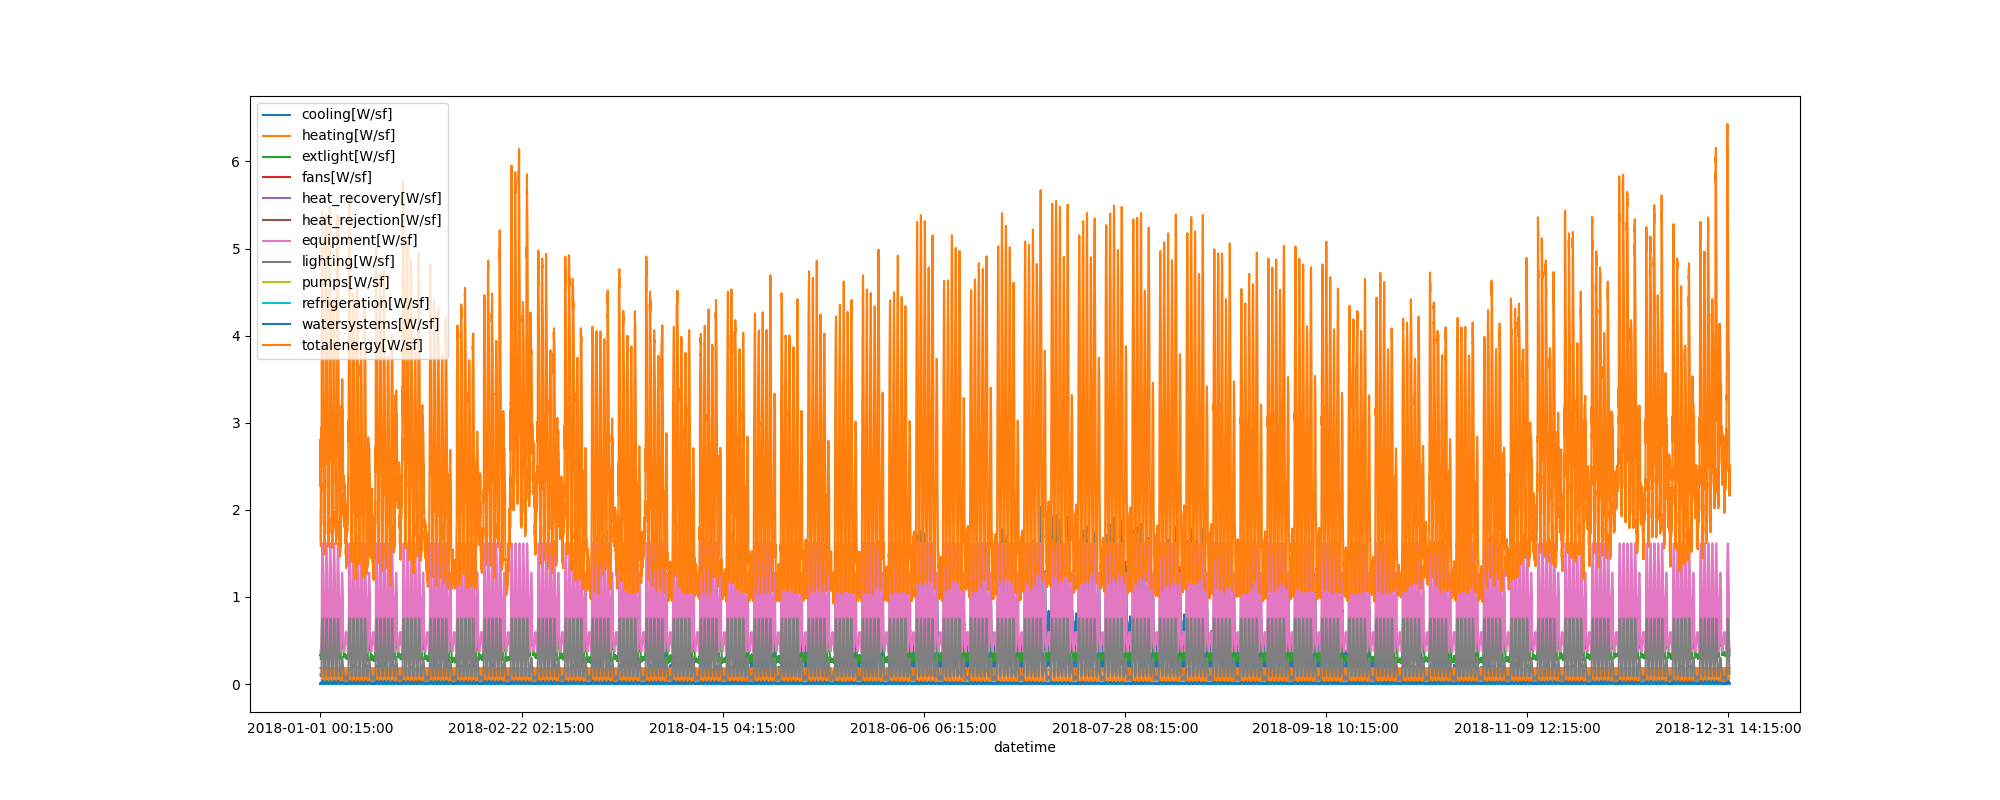 cooling[W/sf]
heating[W/sf]
extlight[W/sf]
fans[W/sf]
heat_recovery[W/sf]
heat_rejection[W/sf]
equipment[W/sf]
lighting[W/sf]
pumps[W/sf]
refrigeration[W/sf]
watersystems[W/sf]
totalenergy[W/sf]
6
5
4
3
2
1
0
2018-01-01 00:15:00 2018-02-22 02:15:00 2018-04-15 04:15:00 2018-06-06 06:15:00 2018-07-28 08:15:00 2018-09-18 10:15:00 2018-11-09 12:15:00 2018-12-31 14:15:00
datetime